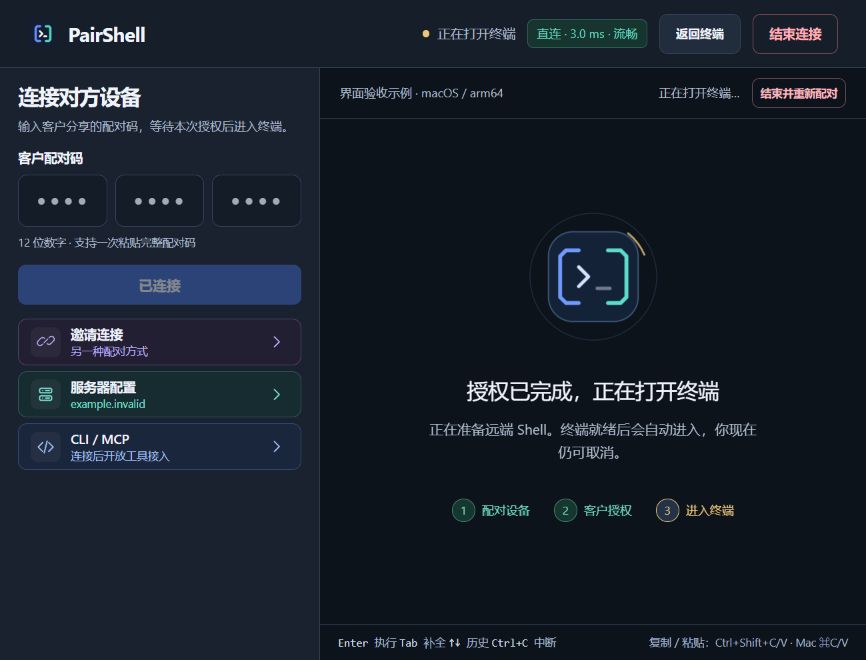 PairShell
正在打开终端
直连 · 3.0 ms · 流畅
返回终端
结束连接
连接对方设备
输入客户分享的配对码，等待本次授权后进入终端。
客户配对码
12 位数字 · 支持一次粘贴完整配对码
已连接
邀请连接
另一种配对方式
服务器配置
example.invalid
CLI / MCP
连接后开放工具接入
界面验收示例 · macOS / arm64
正在打开终端...
结束并重新配对
授权已完成，正在打开终端
正在准备远端 Shell。终端就绪后会自动进入，你现在
仍可取消。
1 配对设备
2 客户授权
3 进入终端
Enter 执行 Tab 补全 ↑↓ 历史 Ctrl+C 中断
复制 / 粘贴：Ctrl+Shift+C/V · Mac ⌘C/V